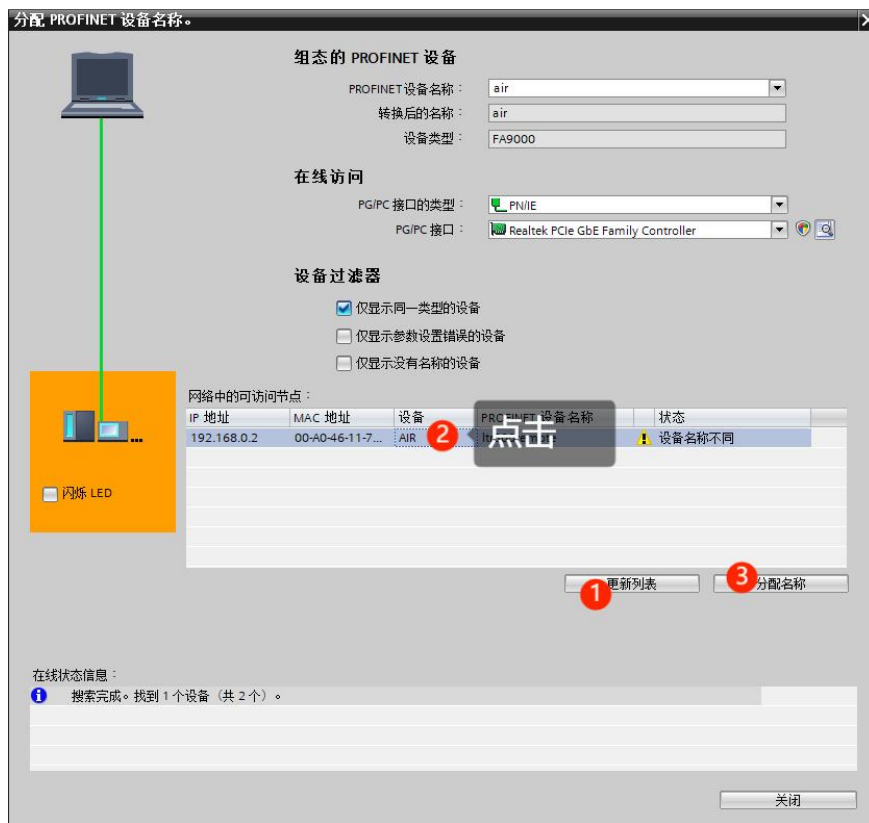 分配 PROFINET 设备名称。
组态的 PROFINET 设备
PROFINET设备名称： air
转换后的名称： air
设备类型： FA9000
在线访问
PG/PC 接口的类型： PN/IE
PG/PC 接口： Realtek PCIe GbE Family Controller
设备过滤器
仅显示同一类型的设备
仅显示参数设置错误的设备
仅显示没有名称的设备
网络中的可访问节点：
IP 地址 MAC 地址 设备 PROFINET 设备名称 状态
192.168.0.2 00-A0-46-11-7... AIR 2 点击 设备名称不同
闪烁 LED
1 更新列表 3 分配名称
在线状态信息：
搜索完成。找到 1 个设备（共 2 个）。
关闭